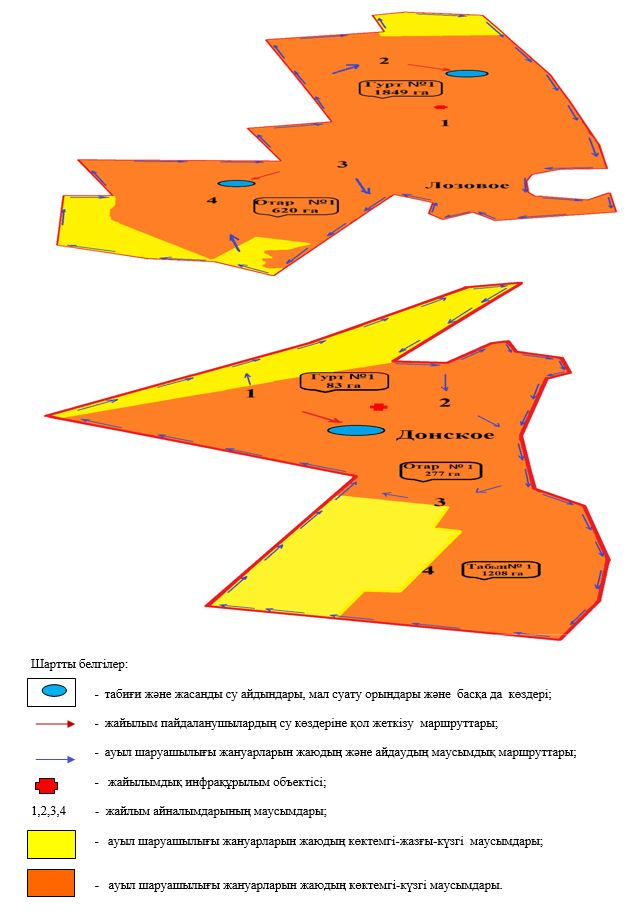 2
Гурт №1
1849 га
1
3
Лозовое
4
Отар №1
620 га
Гурт №1
83 га
1
2
Донское
Отар № 1
277 га
3
4
Табын№ 1
1208 га
Шартты белгілер:
- табиғи және жасанды су айдындары, мал суату орындары және басқа да көздері;
- жайылым пайдаланушылардың су көздеріне қол жеткізу маршруттары;
- ауыл шаруашылығы жануарларын жаюдың және айдаудың маусымдық маршруттары;
- жайылымдық инфрақұрылым объектісі;
1,2,3,4 - жайлым айналымдарының маусымдары;
- ауыл шаруашылығы жануарларын жаюдың көктемгі-жазғы-күзгі маусымдары;
- ауыл шаруашылығы жануарларын жаюдың көктемгі-күзгі маусымдары.